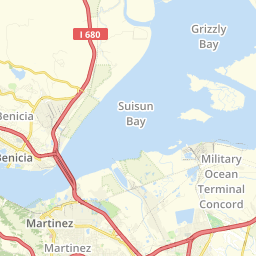 Grizzly
Bay
I 680
Suisun
Bay
Benicia
Benicia
Military
Ocean
Terminal
Concord
Martinez
Martinez